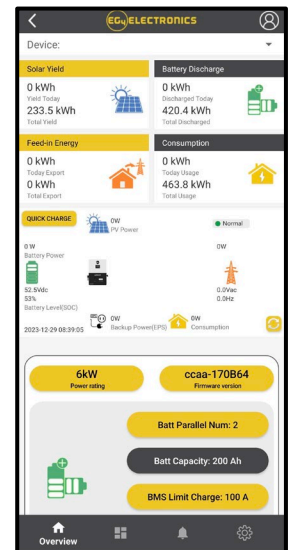 EG4 ELECTRONICS
Device:
Solar Yield
0 kWh
Yield Today
233.5 kWh
Total Yield
Battery Discharge
0 kWh
Discharged Today
420.4 kWh
Total Discharged
Feed-in Energy
0 kWh
Today Export
0 kWh
Total Export
Consumption
0 kWh
Today Usage
463.8 kWh
Total Usage
QUICK CHARGE
0W
PV Power
Normal
0 W
Battery Power
0W
52.5Vdc
53%
Battery Level(SOC)
0.0Vac
0.0Hz
2023-12-29 08:39:05
0W
Backup Power(EPS)
0W
Consumption
6kW
Power rating
ccaa-170B64
Firmware version
Batt Parallel Num: 2
Batt Capacity: 200 Ah
BMS Limit Charge: 100 A
Overview